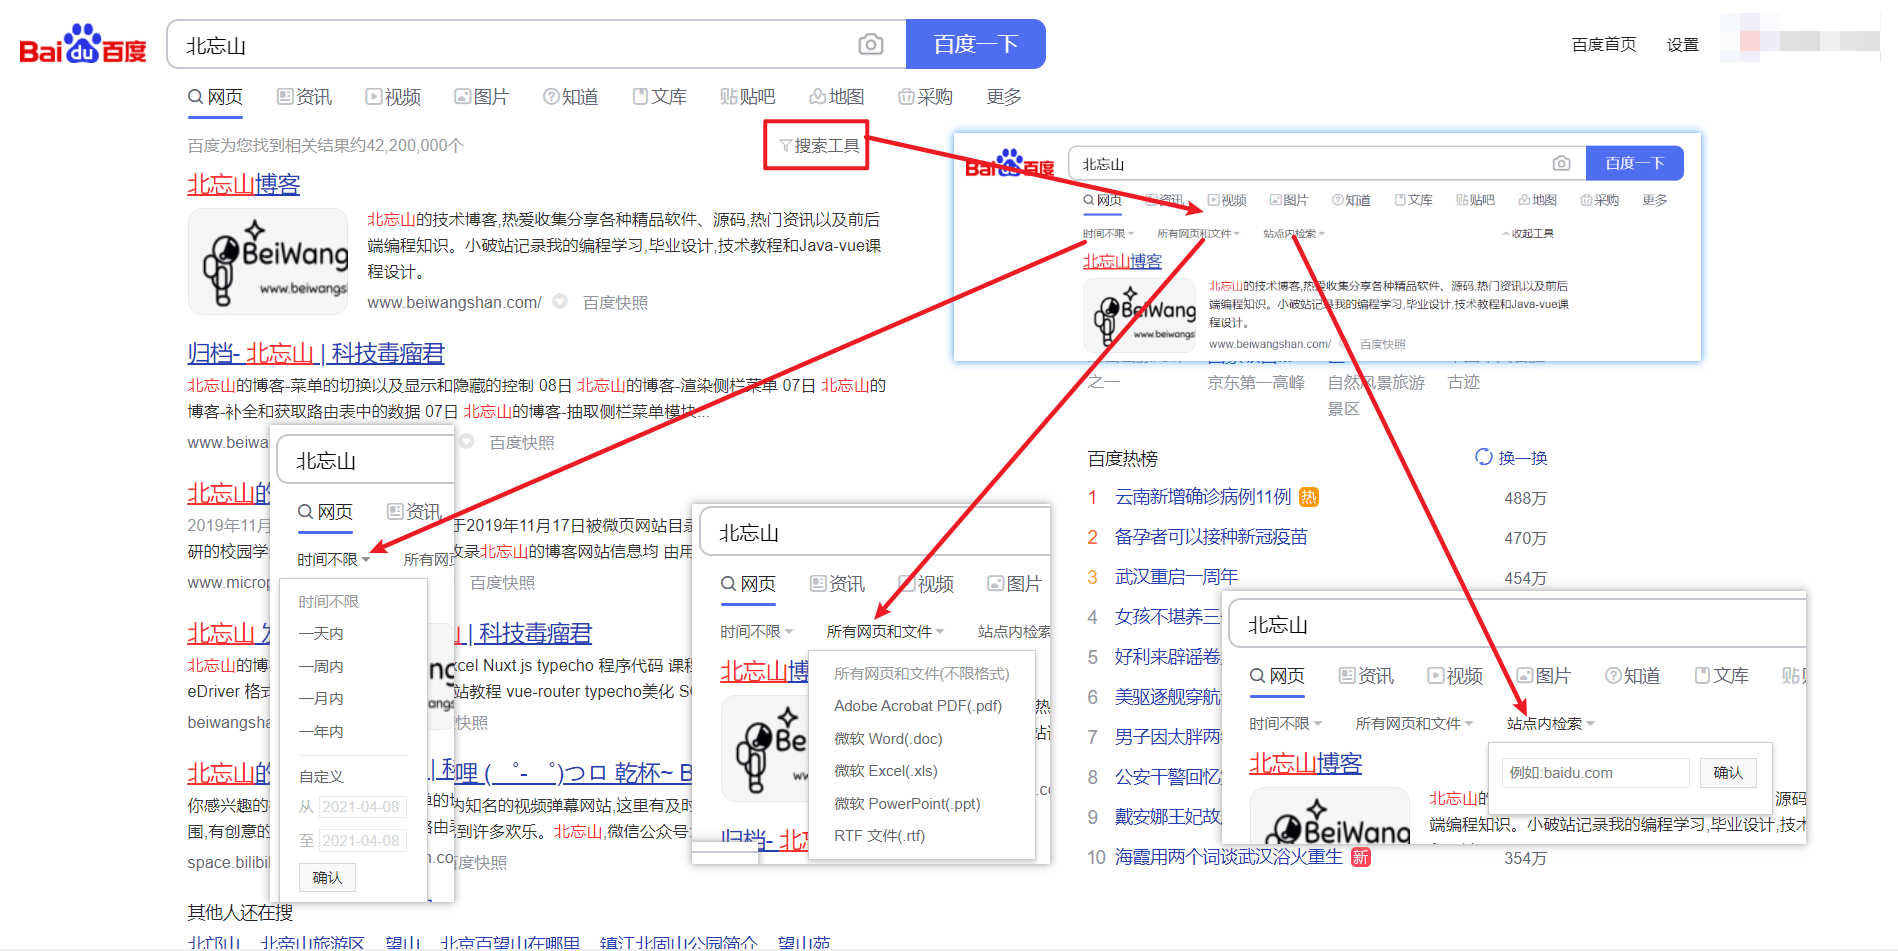 Bai du 百度
北忘山
百度一下
百度首页 设置
网页 资讯 视频 图片 知道 文库 贴吧 地图 采购 更多
百度为您找到相关结果约42,200,000个
搜索工具
北忘山博客
BeiWang
www.beiwangs
北忘山的技术博客,热爱收集分享各种精品软件、源码,热门资讯以及前后
端编程知识。小破站记录我的编程学习,毕业设计,技术教程和Java-vue课
程设计。
www.beiwangshan.com/ 百度快照
归档- 北忘山 | 科技毒瘤君
北忘山的博客-菜单的切换以及显示和隐藏的控制 08日 北忘山的博客-渲染侧栏菜单 07日 北忘山的
博客-补全和获取路由表中的数据 07日 北忘山的博客-抽取侧栏菜单模块...
www.beiwa 百度快照
北忘山的
2019年11月 于2019年11月17日被微页网站目录
研的校园学 收录北忘山的博客网站信息均 由用
www.microp 百度快照
北忘山 | 科技毒瘤君
北忘山的博 xcel Nuxt.js typecho 程序代码 课程
eDriver 格式 站教程 vue-router typecho美化
beiwangsha 快照
北忘山的 哩 ( ゜- ゜)つロ 乾杯~ B
你感兴趣的 内知名的视频弹幕网站,这里有及时
围,有创意的 到许多欢乐。北忘山,微信公众号:
space.bilibil 百度快照
其他人还在搜
北邙山 北帝山旅游区 望山 北京百望山在哪里 镇江北固山公园简介 望山苑
Bai du 百度
北忘山
百度一下
网页 资讯 视频 图片 知道 文库 贴吧 地图 采购 更多
时间不限 所有网页和文件 站点内检索 收起工具
北忘山博客
BeiWang
www.beiwangs
北忘山的技术博客,热爱收集分享各种精品软件、源码,热门资讯以及前后
端编程知识。小破站记录我的编程学习,毕业设计,技术教程和Java-vue课
程设计。
www.beiwangshan.com/ 百度快照
之一 京东第一高峰 自然风景旅游 古迹
景区
百度热榜 换一换
1 云南新增确诊病例11例 热 488万
2 备孕者可以接种新冠疫苗 470万
3 武汉重启一周年 454万
4 女孩不堪养三
5 好利来辟谣卷
6 美驱逐舰穿航
7 男子因太胖两
8 公安干警回忆
9 戴安娜王妃故
10 海霞用两个词谈武汉浴火重生 新 354万
北忘山
网页 资讯
时间不限 所有网
时间不限
一天内
一周内
一月内
一年内
自定义
从 2021-04-08
至 2021-04-08
确认
北忘山
网页 资讯 视频 图片
时间不限 所有网页和文件 站点内检索
北忘山博
所有网页和文件(不限格式)
Adobe Acrobat PDF(.pdf)
微软 Word(.doc)
微软 Excel(.xls)
微软 PowerPoint(.ppt)
RTF 文件(.rtf)
归档- 北
北忘山
网页 资讯 视频 图片 知道 文库 贴
时间不限 所有网页和文件 站点内检索
北忘山博客
例如:baidu.com 确认
BeiWang
北忘山的 源码
端编程知识。小破站记录我的编程学习,毕业设计,技术